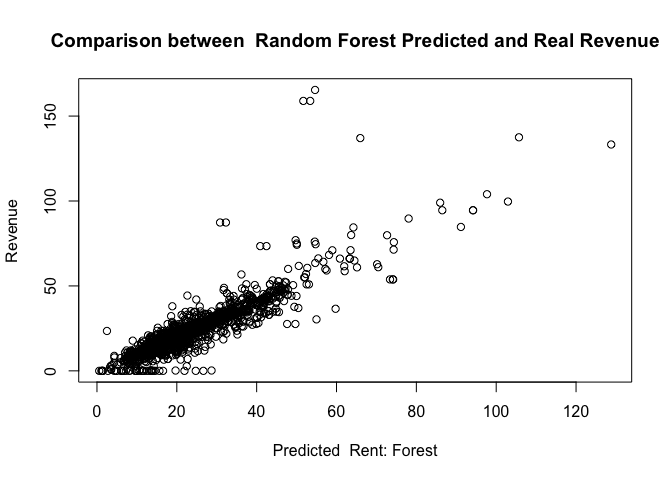 Comparison between  Random Forest Predicted and Real Revenue
150
100
50
0
Revenue
0 20 40 60 80 100 120
Predicted  Rent: Forest